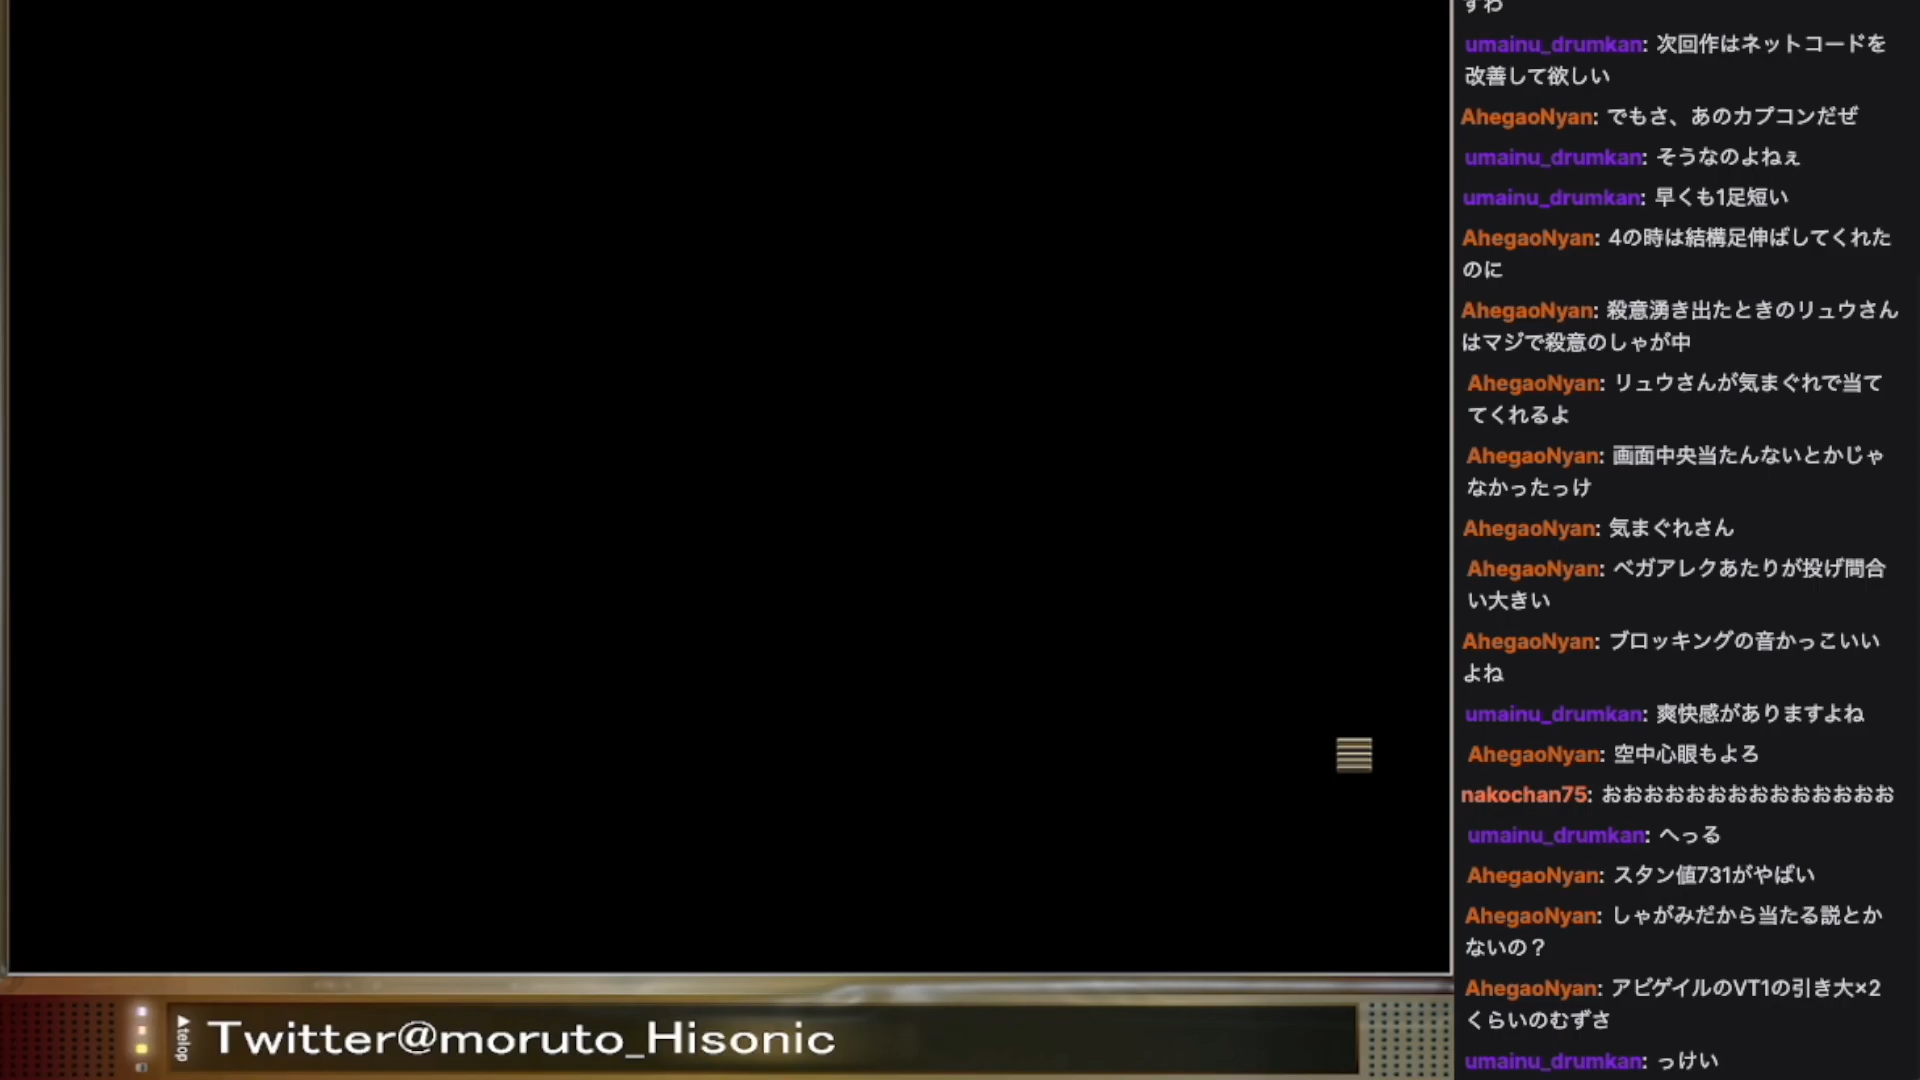 すわ
umainu_drumkan: 次回作はネットコードを
改善して欲しい
AhegaoNyan: でもさ、あのカプコンだぜ
umainu_drumkan: そうなのよねぇ
umainu_drumkan: 早くも1足短い
AhegaoNyan: 4の時は結構足伸ばしてくれた
のに
AhegaoNyan: 殺意湧き出たときのリュウさん
はマジで殺意のしゃが中
AhegaoNyan: リュウさんが気まぐれで当て
てくれるよ
AhegaoNyan: 画面中央当たんないとかじゃ
なかったっけ
AhegaoNyan: 気まぐれさん
AhegaoNyan: ベガアレクあたりが投げ間合
い大きい
AhegaoNyan: ブロッキングの音かっこいい
よね
umainu_drumkan: 爽快感がありますよね
AhegaoNyan: 空中心眼もよろ
nakochan75: おおおおおおおおおおおおおお
umainu_drumkan: へっる
AhegaoNyan: スタン値731がやばい
AhegaoNyan: しゃがみだから当たる説とか
ないの？
AhegaoNyan: アビゲイルのVT1の引き大×2
くらいのむずさ
umainu_drumkan: っけい
▲telop
Twitter@moruto_Hisonic